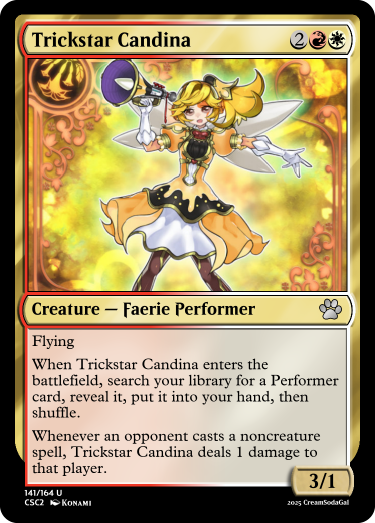 Trickstar Candina 2
Creature — Faerie Performer
Flying
When Trickstar Candina enters the
battlefield, search your library for a Performer
card, reveal it, put it into your hand, then
shuffle.
Whenever an opponent casts a noncreature
spell, Trickstar Candina deals 1 damage to
that player.
3/1
141/164 U
CSC2 KONAMI
2025 CreamSodaGal